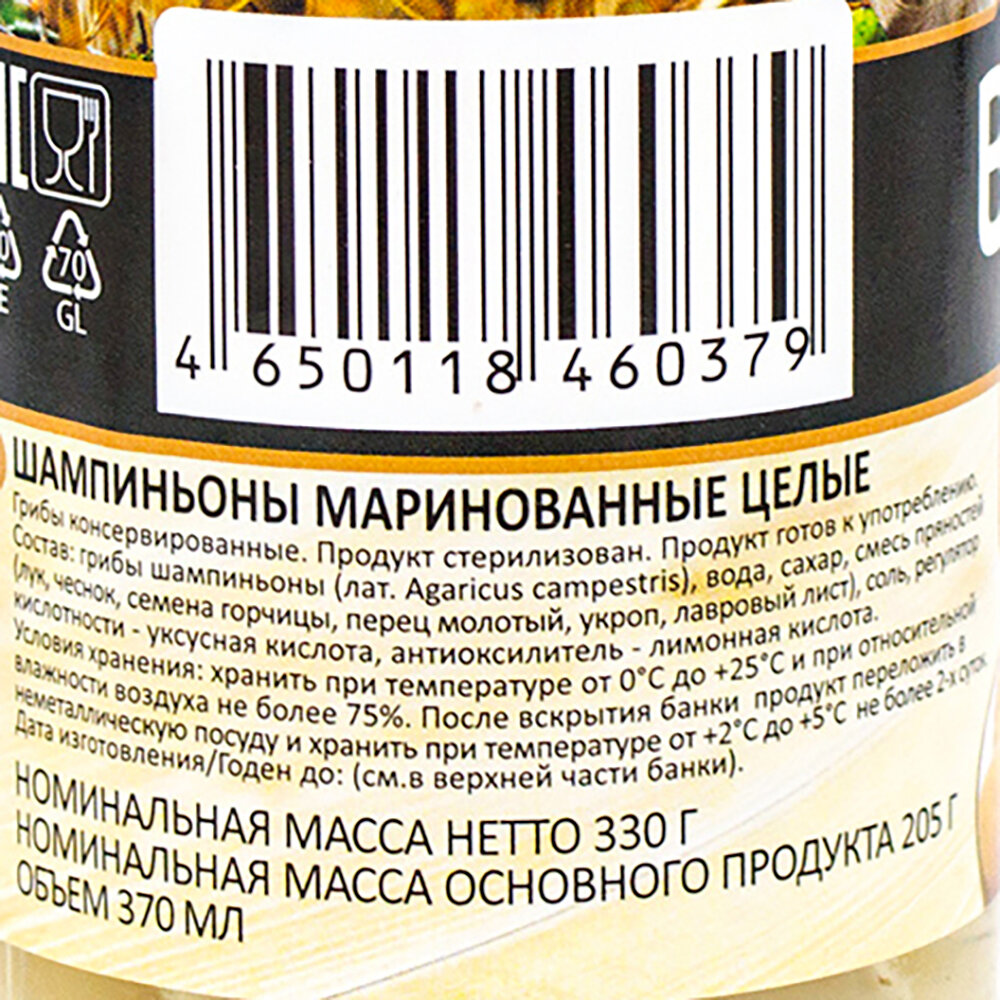 4 650118 460379
70
GL
ШАМПИНЬОНЫ МАРИНОВАННЫЕ ЦЕЛЫЕ
Грибы консервированные. Продукт стерилизован. Продукт готов к употреблению.
Состав: грибы шампиньоны (лат. Agaricus campestris), вода, сахар, смесь пряностей
(лук, чеснок, семена горчицы, перец молотый, укроп, лавровый лист), соль, регулятор
кислотности - уксусная кислота, антиоксилитель - лимонная кислота.
Условия хранения: хранить при температуре от 0°С до +25°С и при относительной
влажности воздуха не более 75%. После вскрытия банки продукт переложить в
неметаллическую посуду и хранить при температуре от +2°С до +5°С не более 2-х суток
Дата изготовления/Годен до: (см.в верхней части банки).
НОМИНАЛЬНАЯ МАССА НЕТТО 330 Г
НОМИНАЛЬНАЯ МАССА ОСНОВНОГО ПРОДУКТА 205 Г
ОБЪЕМ 370 МЛ